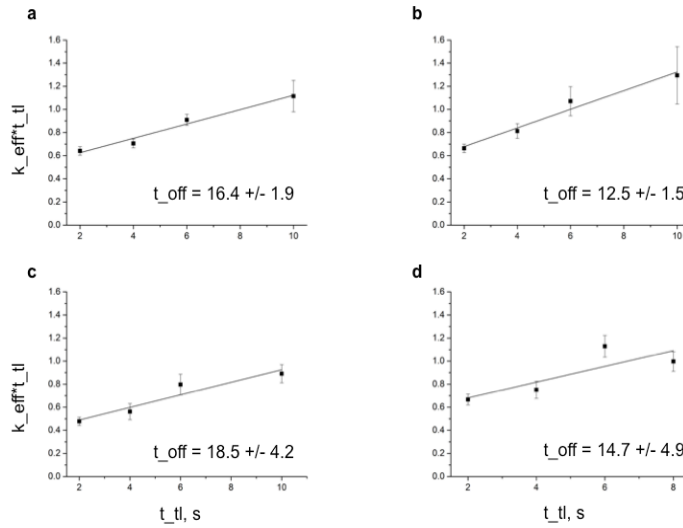 a
1.6
1.4
1.2
1.0
0.8
0.6
0.4
0.2
0.0
k_eff*t_tl
t_off = 16.4 +/- 1.9
2 4 6 8 10
b
1.6
1.4
1.2
1.0
0.8
0.6
0.4
0.2
0.0
t_off = 12.5 +/- 1.5
2 4 6 8 10
c
1.6
1.4
1.2
1.0
0.8
0.6
0.4
0.2
0.0
k_eff*t_tl
t_off = 18.5 +/- 4.2
2 4 6 8 10
t_tl, s
d
1.6
1.4
1.2
1.0
0.8
0.6
0.4
0.2
0.0
t_off = 14.7 +/- 4.9
2 4 6 8
t_tl, s